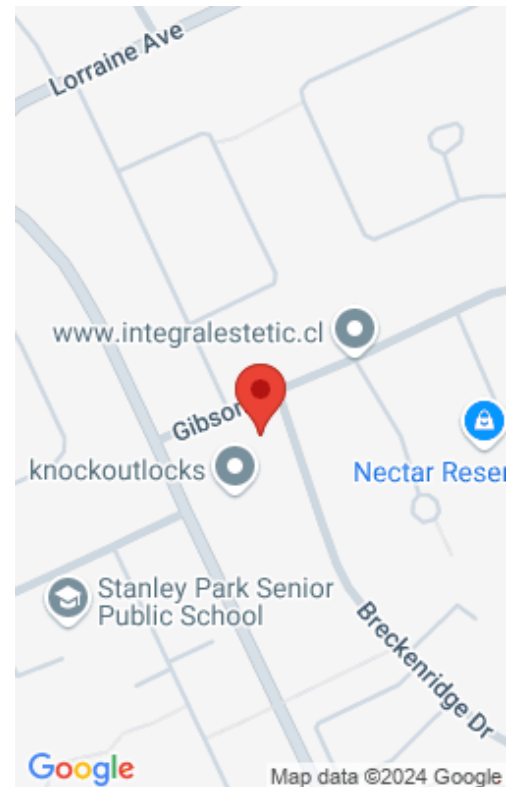 Lorraine Ave
www.integralestetic.cl
Gibson
knockoutlocks
Nectar Reser
Stanley Park Senior
Public School
Breckenridge Dr
Google
Map data ©2024 Google